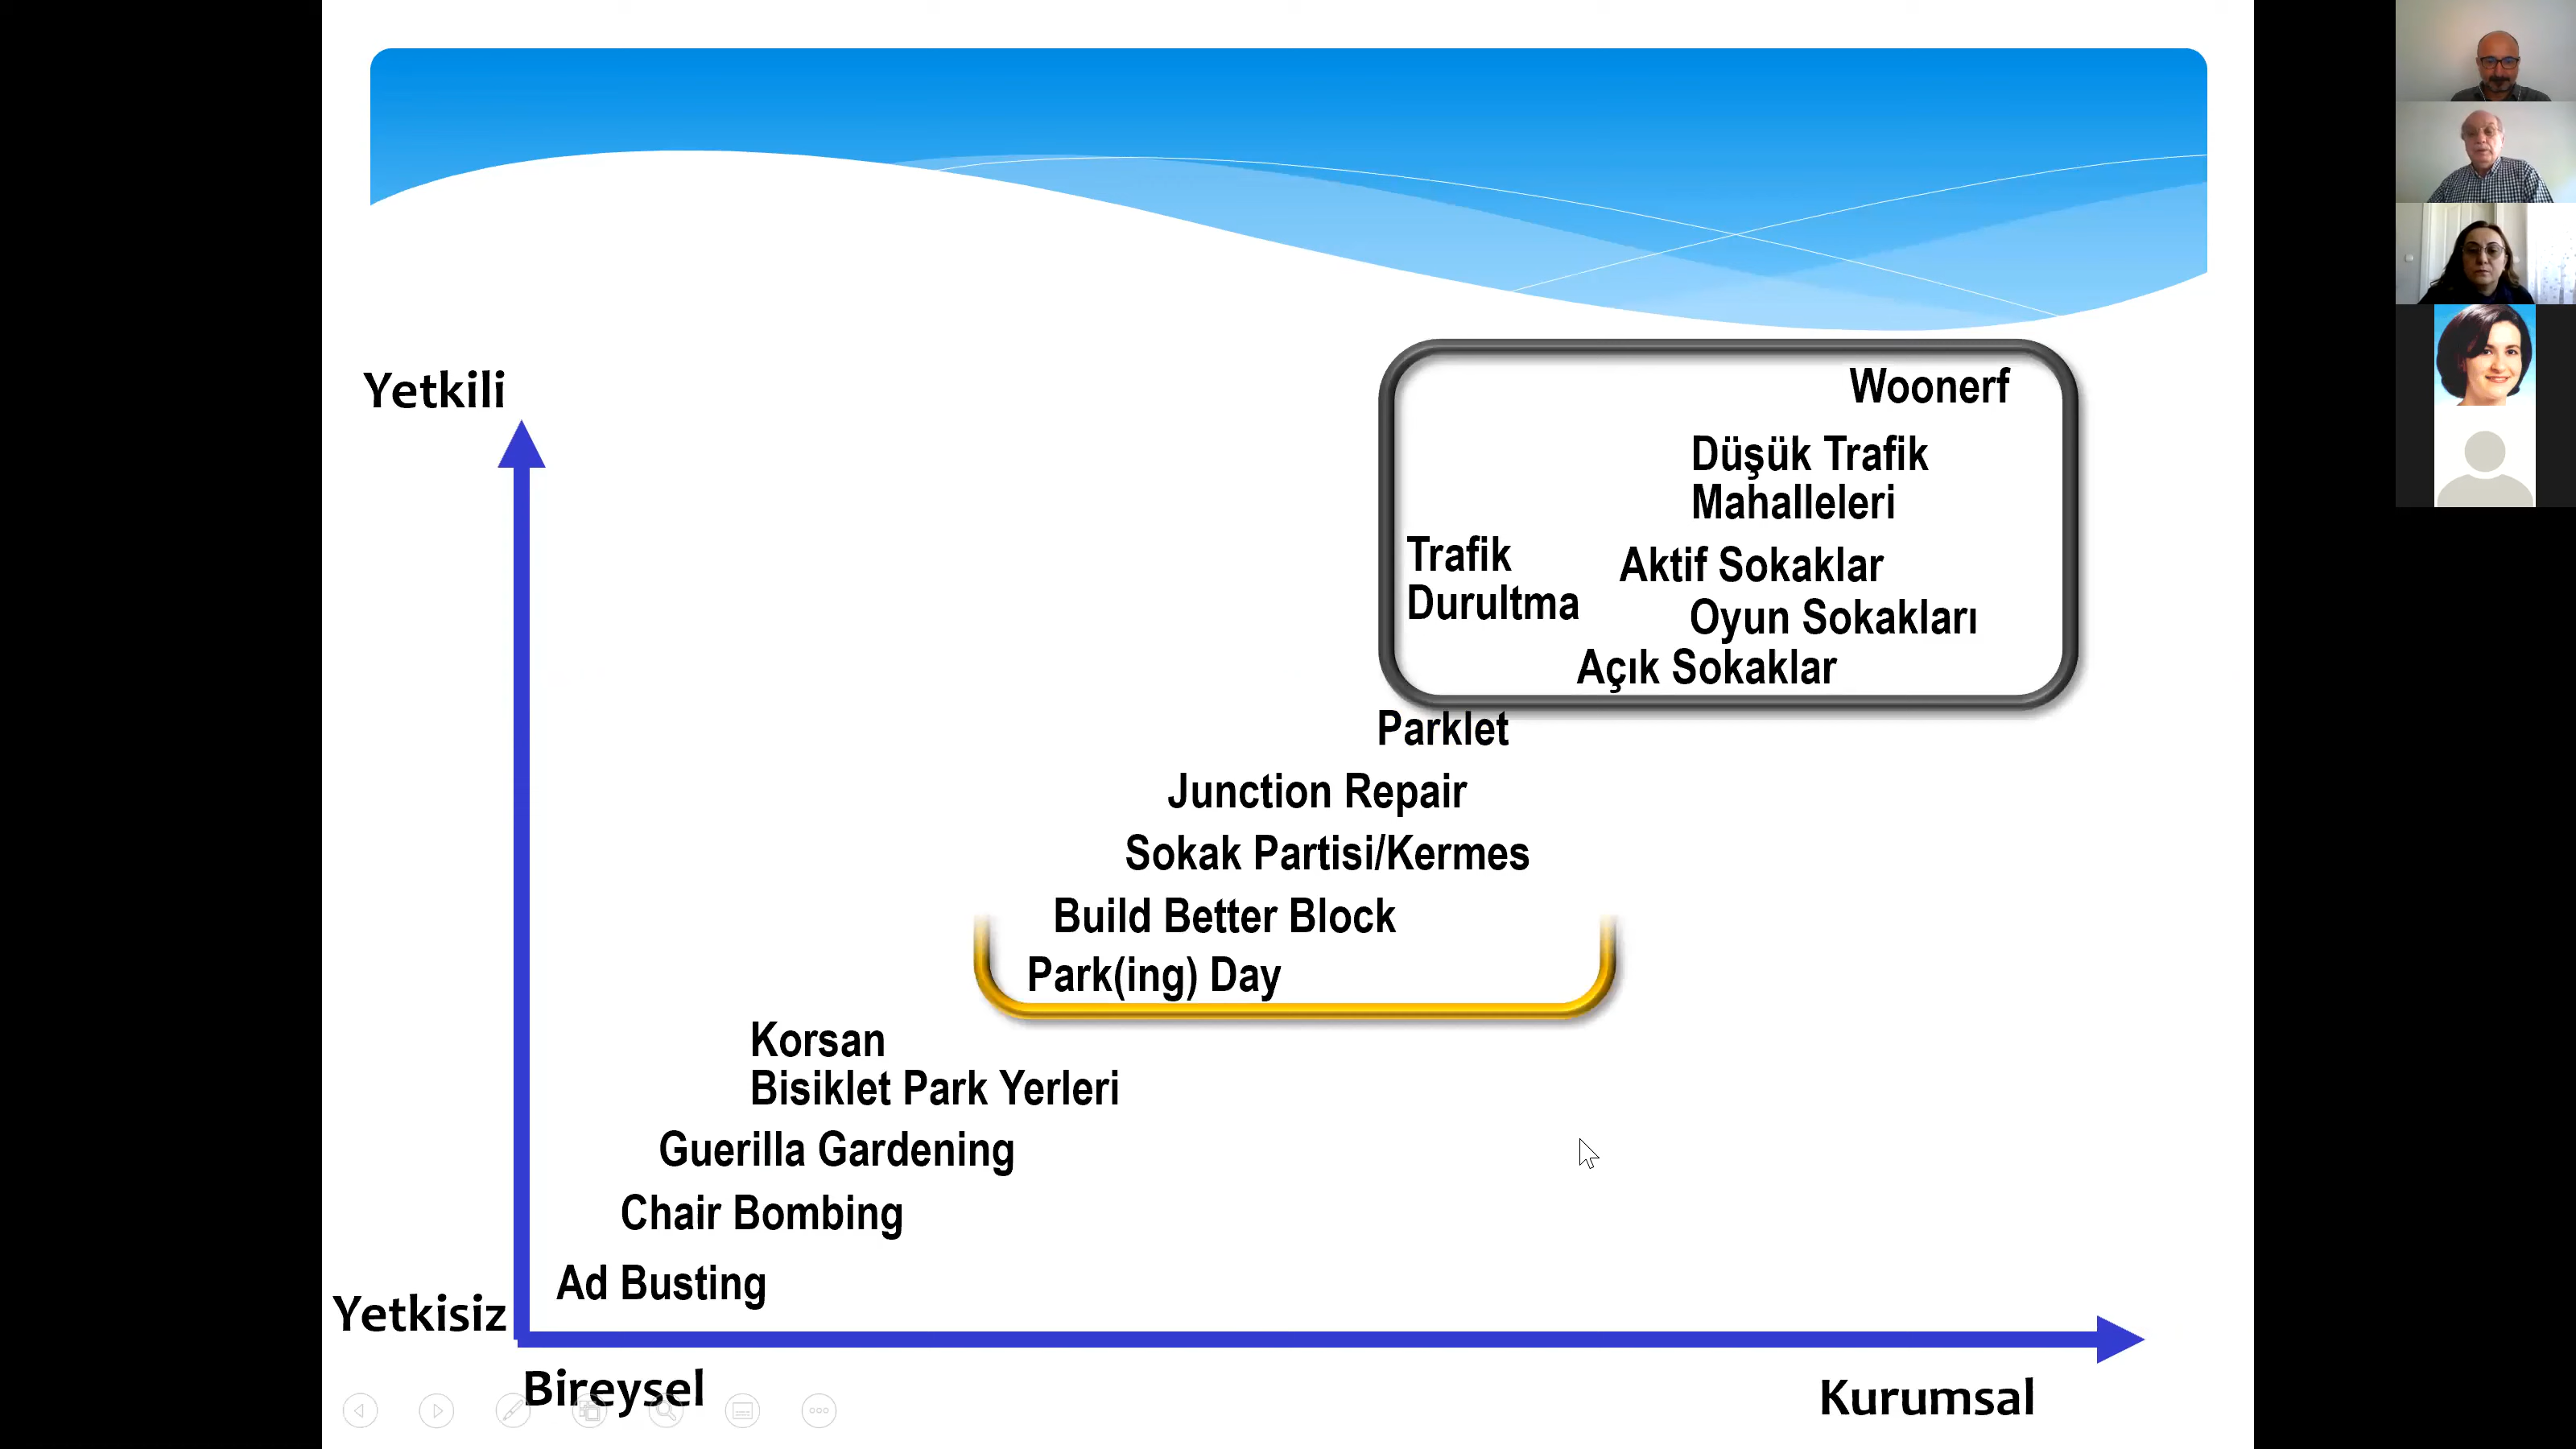 Yetkili
Woonerf
Düşük Trafik
Mahalleleri
Trafik
Durultma
Aktif Sokaklar
Oyun Sokakları
Açık Sokaklar
Parklet
Junction Repair
Sokak Partisi/Kermes
Build Better Block
Park(ing) Day
Korsan
Bisiklet Park Yerleri
Guerilla Gardening
Chair Bombing
Ad Busting
Yetkisiz
Bireysel
Kurumsal